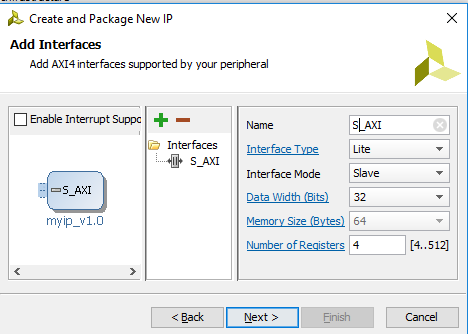 Create and Package New IP
Add Interfaces
Add AXI4 interfaces supported by your peripheral
Enable Interrupt Suppo
S_AXI
myip_v1.0
Interfaces
S_AXI
Name S_AXI
Interface Type Lite
Interface Mode Slave
Data Width (Bits) 32
Memory Size (Bytes) 64
Number of Registers 4 [4..512]
< Back Next > Finish Cancel